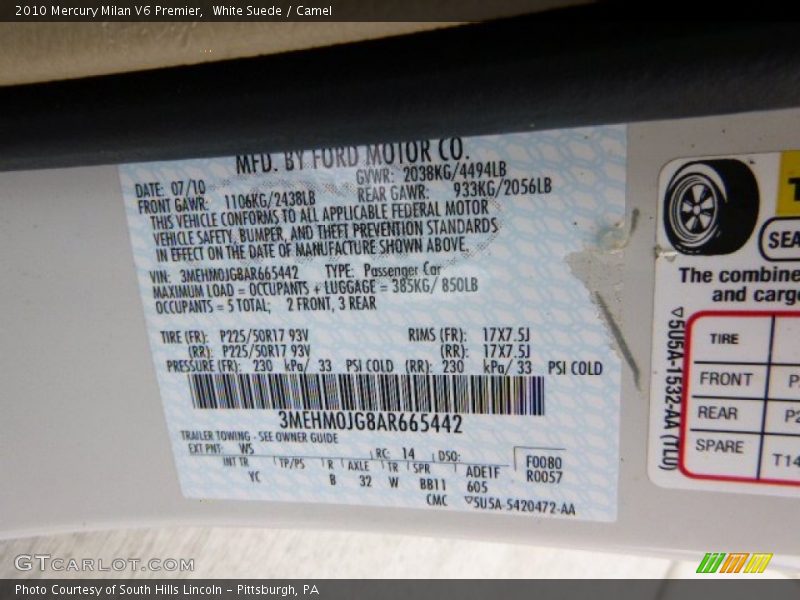 2010 Mercury Milan V6 Premier, White Suede / Camel
MFD. BY FORD MOTOR CO.
DATE: 07/10 GVWR: 2038KG/4494LB
FRONT GAWR: 1106KG/2438LB REAR GAWR: 933KG/2056LB
THIS VEHICLE CONFORMS TO ALL APPLICABLE FEDERAL MOTOR
VEHICLE SAFETY, BUMPER, AND THEFT PREVENTION STANDARDS
IN EFFECT ON THE DATE OF MANUFACTURE SHOWN ABOVE.
VIN: 3MEHM0JG8AR665442 TYPE: Passenger Car
MAXIMUM LOAD = OCCUPANTS + LUGGAGE = 385KG/ 850LB
OCCUPANTS = 5 TOTAL; 2 FRONT, 3 REAR
TIRE (FR): P225/50R17 93V RIMS (FR): 17X7.5J
(RR): P225/50R17 93V (RR): 17X7.5J
PRESSURE (FR): 230 kPa/ 33 PSI COLD (RR): 230 kPa/ 33 PSI COLD
3MEHM0JG8AR665442
TRAILER TOWING - SEE OWNER GUIDE
EXT PNT: WS RC: 14 DSO: F0080
INT TR TP/PS R AXLE TR SPR ADE1F R0057
YC B 32 W BB11 605
CMC ▽5U5A-5420472-AA
T
SEA
The combine
and cargo
TIRE
FRONT P
REAR P2
SPARE T14
▽5U5A-1532-AA (TLD)
GTCARLOT.COM
Photo Courtesy of South Hills Lincoln - Pittsburgh, PA